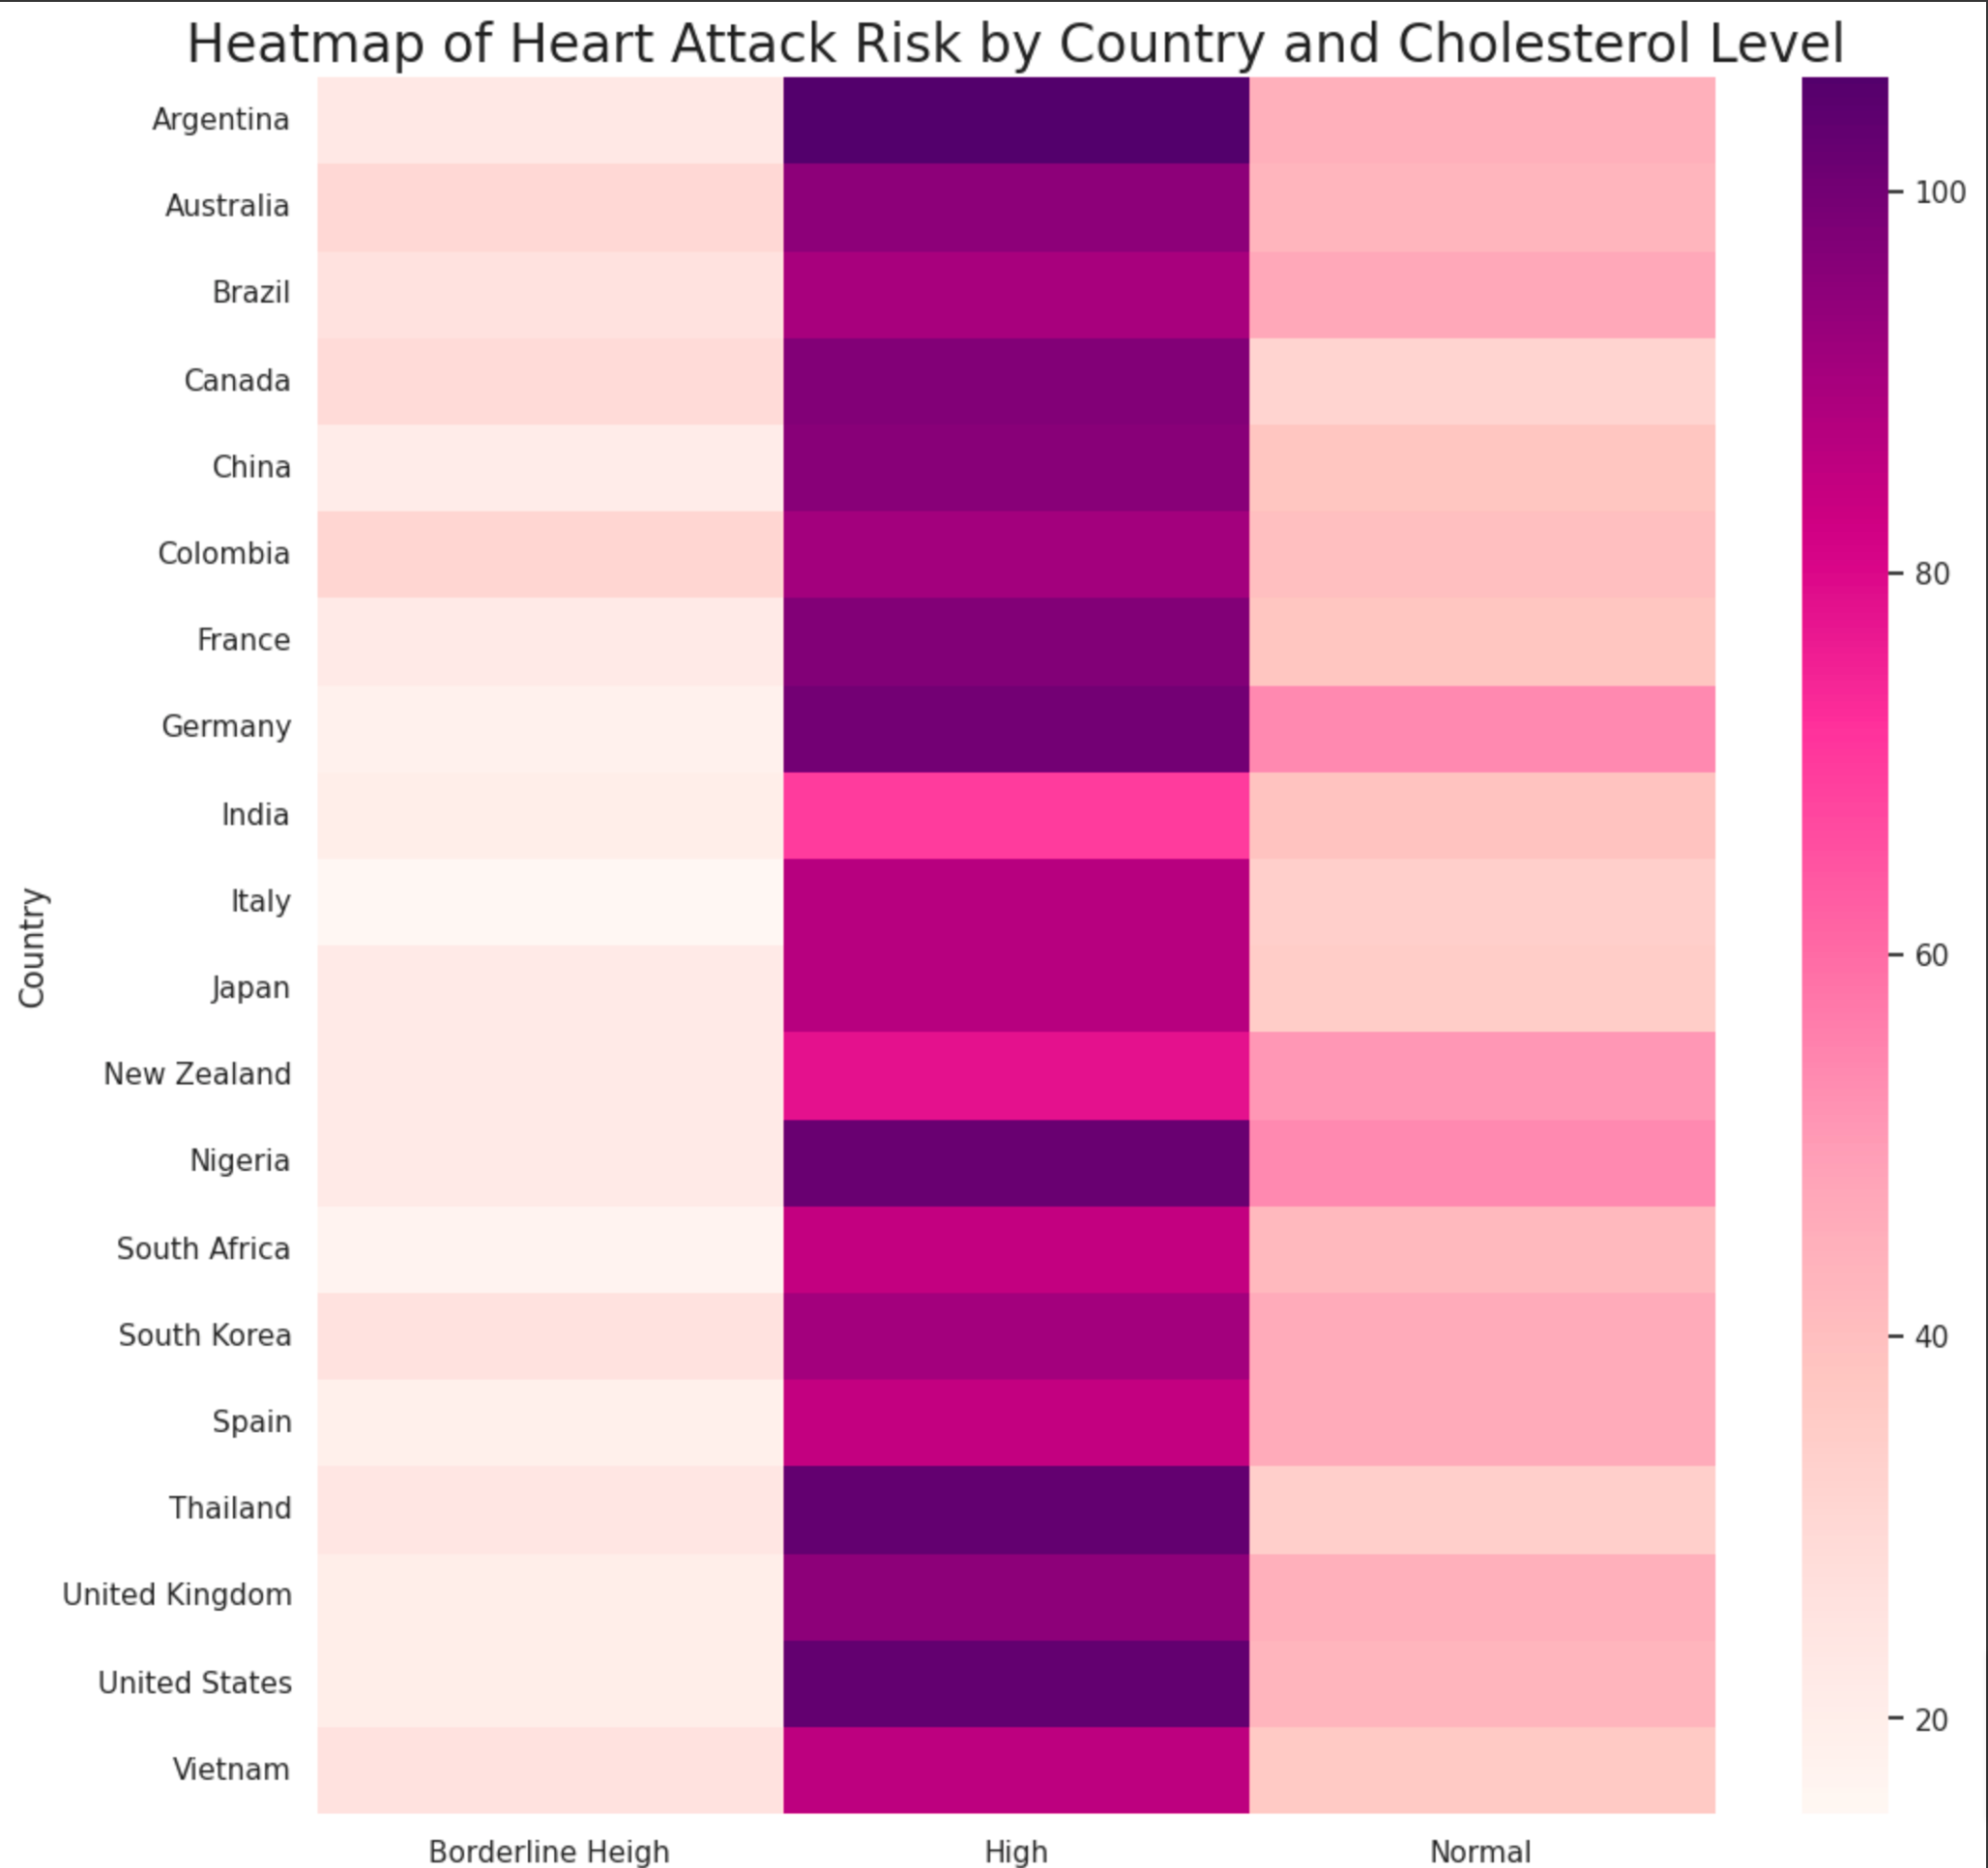 Heatmap of Heart Attack Risk by Country and Cholesterol Level
Country
Argentina
Australia
Brazil
Canada
China
Colombia
France
Germany
India
Italy
Japan
New Zealand
Nigeria
South Africa
South Korea
Spain
Thailand
United Kingdom
United States
Vietnam
Borderline Heigh
High
Normal
100
80
60
40
20